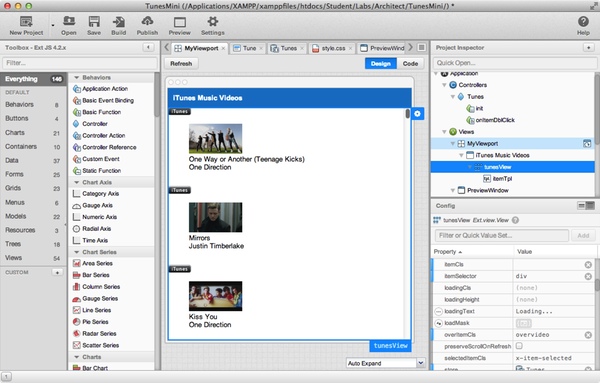 TunesMini (/Applications/XAMPP/xamppfiles/htdocs/Student/Labs/Architect/TunesMini/) *
New Project
Open
Save
Build
Publish
Preview
Settings
Help
Toolbox - Ext JS 4.2.x
Filter...
Everything 146
DEFAULT
Behaviors 8
Buttons 4
Charts 21
Containers 10
Data 37
Forms 25
Grids 23
Menus 6
Models 22
Resources 3
Trees 18
Views 54
CUSTOM
Behaviors
Application Action
Basic Event Binding
Basic Function
Controller
Controller Action
Controller Reference
Custom Event
Static Function
Chart Axis
Category Axis
Gauge Axis
Numeric Axis
Radial Axis
Time Axis
Chart Series
Area Series
Bar Series
Column Series
Gauge Series
Line Series
Pie Series
Radar Series
Scatter Series
Charts
Bar Chart
MyViewport
Tune
Tunes
style.css
PreviewWind
Refresh
Design
Code
iTunes Music Videos
iTunes
One Way or Another (Teenage Kicks)
One Direction
iTunes
Mirrors
Justin Timberlake
iTunes
Kiss You
One Direction
tunesView
Auto Expand
Project Inspector
Quick Open...
Application
Controllers
Tunes
init
onItemDblClick
Views
MyViewport
iTunes Music Videos
tunesView
itemTpl
PreviewWindow
Config
tunesView Ext.view.View
Filter or Quick Value Set...
Add
Property
Value
itemCls
itemSelector div
loadingCls (none)
loadingHeight (none)
loadingText Loading...
loadMask
overItemCls overvideo
preserveScrollOnRefresh
selectedItemCls x-item-selected
store Tunes